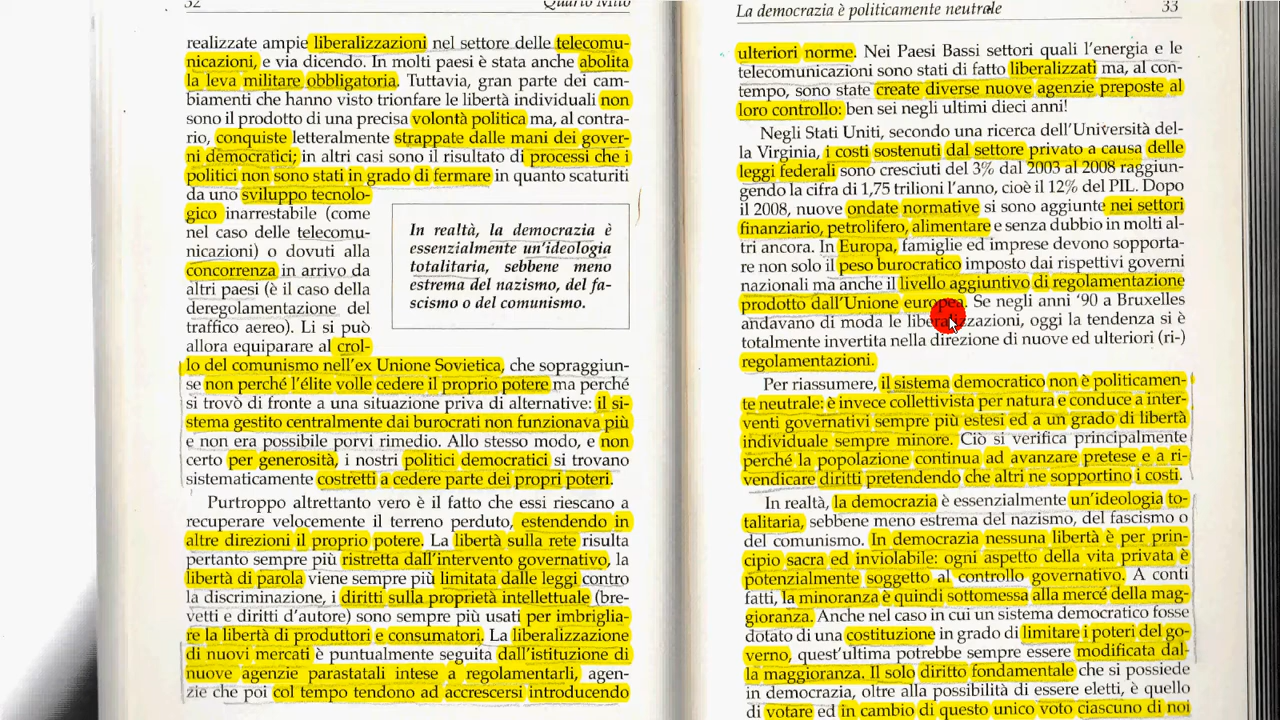 32
Quarto Mito
realizzate ampie liberalizzazioni nel settore delle telecomu-
nicazioni, e via dicendo. In molti paesi è stata anche abolita
la leva militare obbligatoria. Tuttavia, gran parte dei cam-
biamenti che hanno visto trionfare le libertà individuali non
sono il prodotto di una precisa volontà politica ma, al contra-
rio, conquiste letteralmente strappate dalle mani dei gover-
ni democratici; in altri casi sono il risultato di processi che i
politici non sono stati in grado di fermare in quanto scaturiti
da uno sviluppo tecnolo-
gico inarrestabile (come
nel caso delle telecomu-
nicazioni) o dovuti alla
concorrenza in arrivo da
altri paesi (è il caso della
deregolamentazione del
traffico aereo). Li si può
allora equiparare al crol-
In realtà, la democrazia è
essenzialmente un'ideologia
totalitaria, sebbene meno
estrema del nazismo, del fa-
scismo o del comunismo.
lo del comunismo nell'ex Unione Sovietica, che sopraggiun-
se non perché l'élite volle cedere il proprio potere ma perché
si trovò di fronte a una situazione priva di alternative: il si-
stema gestito centralmente dai burocrati non funzionava più
e non era possibile porvi rimedio. Allo stesso modo, e non
certo per generosità, i nostri politici democratici si trovano
sistematicamente costretti a cedere parte dei propri poteri.
Purtroppo altrettanto vero è il fatto che essi riescano a
recuperare velocemente il terreno perduto, estendendo in
altre direzioni il proprio potere. La libertà sulla rete risulta
pertanto sempre più ristretta dall'intervento governativo, la
libertà di parola viene sempre più limitata dalle leggi contro
la discriminazione, i diritti sulla proprietà intellettuale (bre-
vetti e diritti d'autore) sono sempre più usati per imbriglia-
re la libertà di produttori e consumatori. La liberalizzazione
di nuovi mercati è puntualmente seguita dall'istituzione di
nuove agenzie parastatali intese a regolamentarli, agen-
zie che poi col tempo tendono ad accrescersi introducendo
La democrazia è politicamente neutrale
33
ulteriori norme. Nei Paesi Bassi settori quali l'energia e le
telecomunicazioni sono stati di fatto liberalizzati ma, al con-
tempo, sono state create diverse nuove agenzie preposte al
loro controllo: ben sei negli ultimi dieci anni!
Negli Stati Uniti, secondo una ricerca dell'Università del-
la Virginia, i costi sostenuti dal settore privato a causa delle
leggi federali sono cresciuti del 3% dal 2003 al 2008 raggiun-
gendo la cifra di 1,75 trilioni l'anno, cioè il 12% del PIL. Dopo
il 2008, nuove ondate normative si sono aggiunte nei settori
finanziario, petrolifero, alimentare e senza dubbio in molti al-
tri ancora. In Europa, famiglie ed imprese devono sopporta-
re non solo il peso burocratico imposto dai rispettivi governi
nazionali ma anche il livello aggiuntivo di regolamentazione
prodotto dall'Unione europea. Se negli anni '90 a Bruxelles
andavano di moda le liberalizzazioni, oggi la tendenza si è
totalmente invertita nella direzione di nuove ed ulteriori (ri-)
regolamentazioni.
Per riassumere, il sistema democratico non è politicamen-
te neutrale: è invece collettivista per natura e conduce a inter-
venti governativi sempre più estesi ed a un grado di libertà
individuale sempre minore. Ciò si verifica principalmente
perché la popolazione continua ad avanzare pretese e a ri-
vendicare diritti pretendendo che altri ne sopportino i costi.
In realtà, la democrazia è essenzialmente un'ideologia to-
talitaria, sebbene meno estrema del nazismo, del fascismo o
del comunismo. In democrazia nessuna libertà è per prin-
cipio sacra ed inviolabile: ogni aspetto della vita privata è
potenzialmente soggetto al controllo governativo. A conti
fatti, la minoranza è quindi sottomessa alla mercé della mag-
gioranza. Anche nel caso in cui un sistema democratico fosse
dotato di una costituzione in grado di limitare i poteri del go-
verno, quest'ultima potrebbe sempre essere modificata dal-
la maggioranza. Il solo diritto fondamentale che si possiede
in democrazia, oltre alla possibilità di essere eletti, è quello
di votare ed in cambio di questo unico voto ciascuno di noi